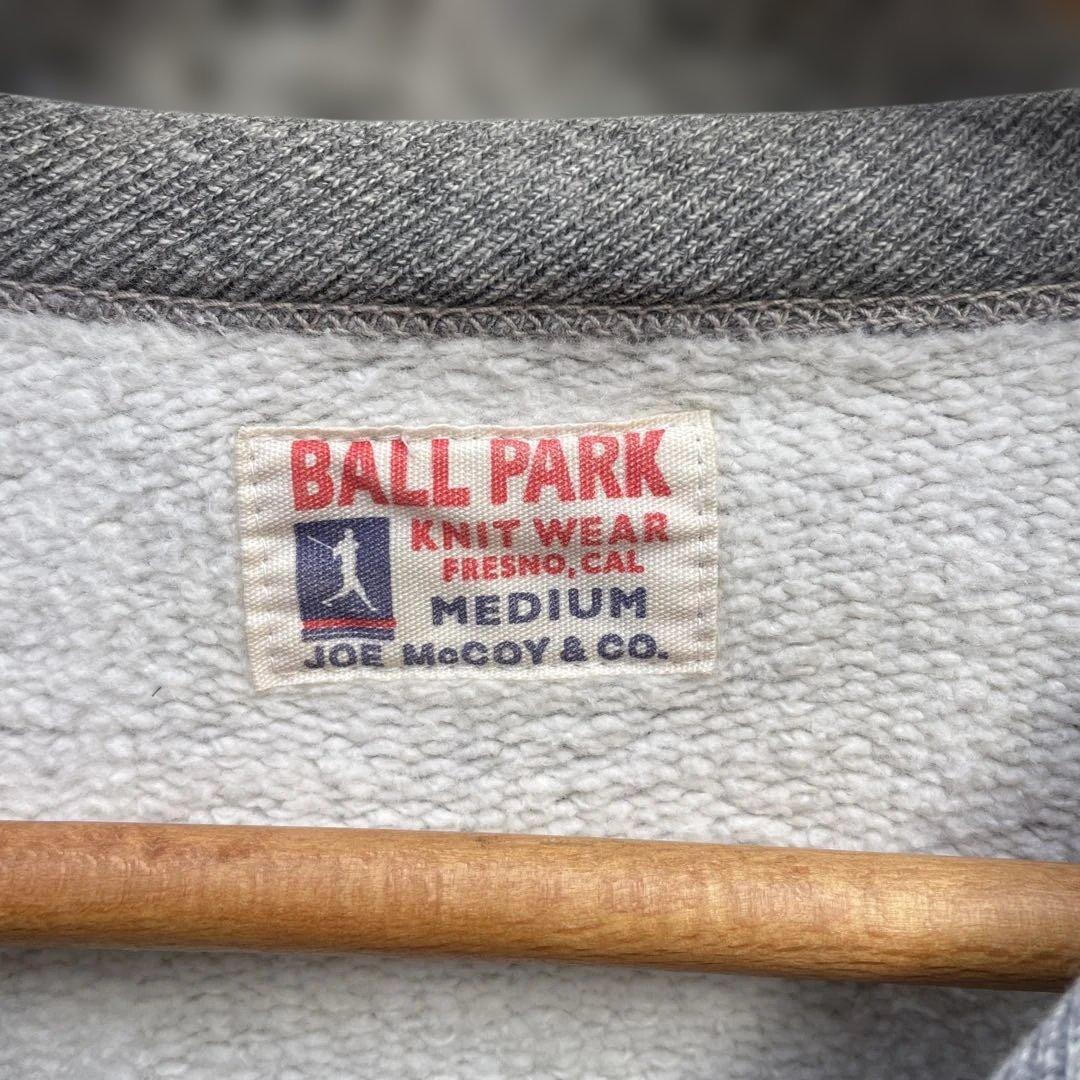 BALL PARK
KNIT WEAR
FRESNO, CAL
MEDIUM
JOE McCOY & CO.